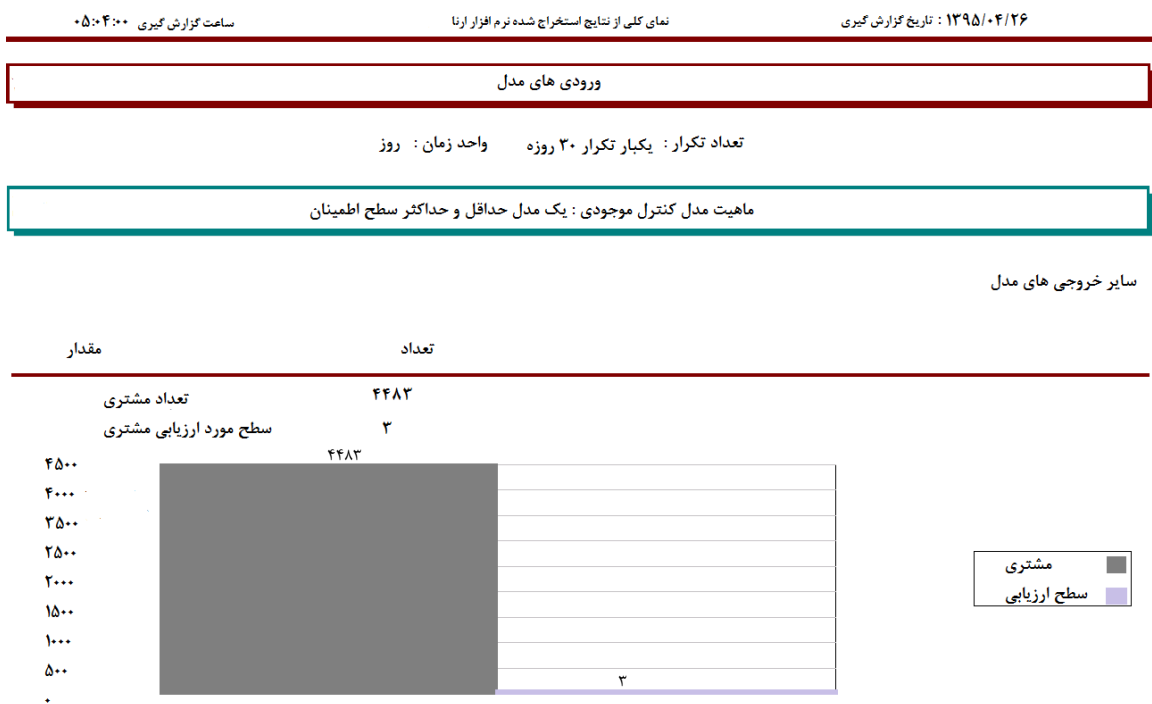 تاریخ گزارش گیری : ۱۳۹۵/۰۴/۲۶ نمای کلی از نتایج استخراج شده نرم افزار ارنا ساعت گزارش گیری ۰۵:۰۴:۰۰
ورودی های مدل
تعداد تکرار : یکبار تکرار ۳۰ روزه واحد زمان : روز
ماهیت مدل کنترل موجودی : یک مدل حداقل و حداکثر سطح اطمینان
سایر خروجی های مدل
تعداد مقدار
۴۴۸۳ تعداد مشتری
۳ سطح مورد ارزیابی مشتری
۴۴۸۳
۴۵۰۰
۴۰۰۰
۳۵۰۰
۲۵۰۰
۲۰۰۰
۱۵۰۰
۱۰۰۰
۵۰۰
۰
۳
مشتری
سطح ارزیابی